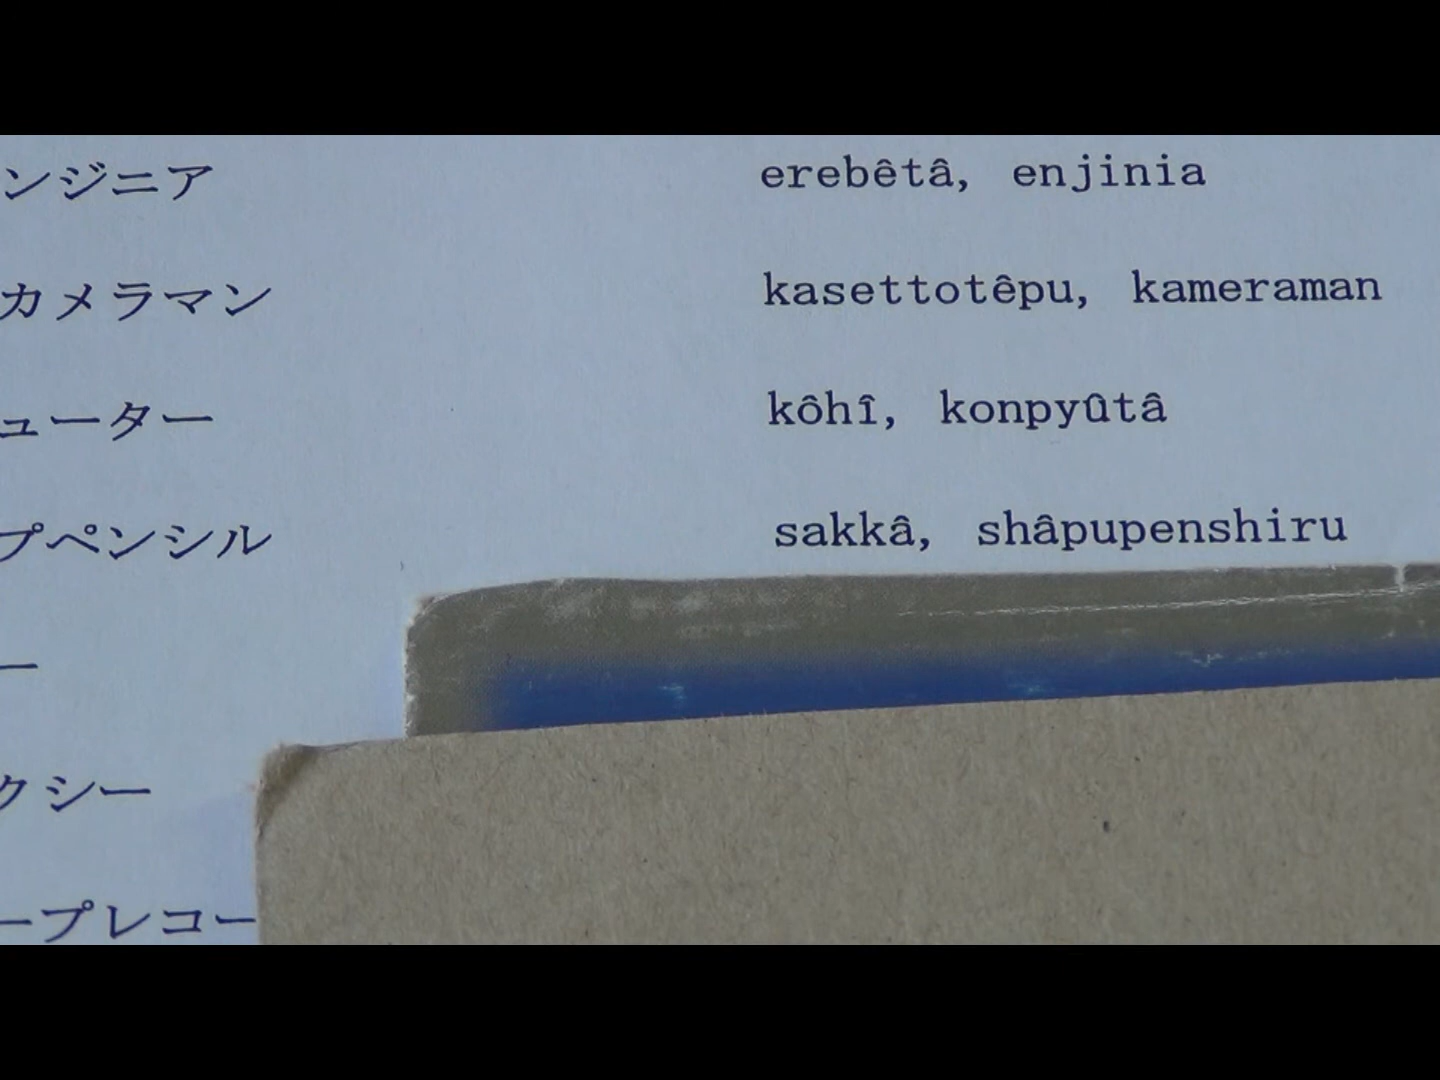 ンジニア erebêtâ, enjinia
カメラマン kasettotêpu, kameraman
ューター kôhî, konpyûtâ
プペンシル sakkâ, shâpupenshiru
ー
クシー
ープレコー